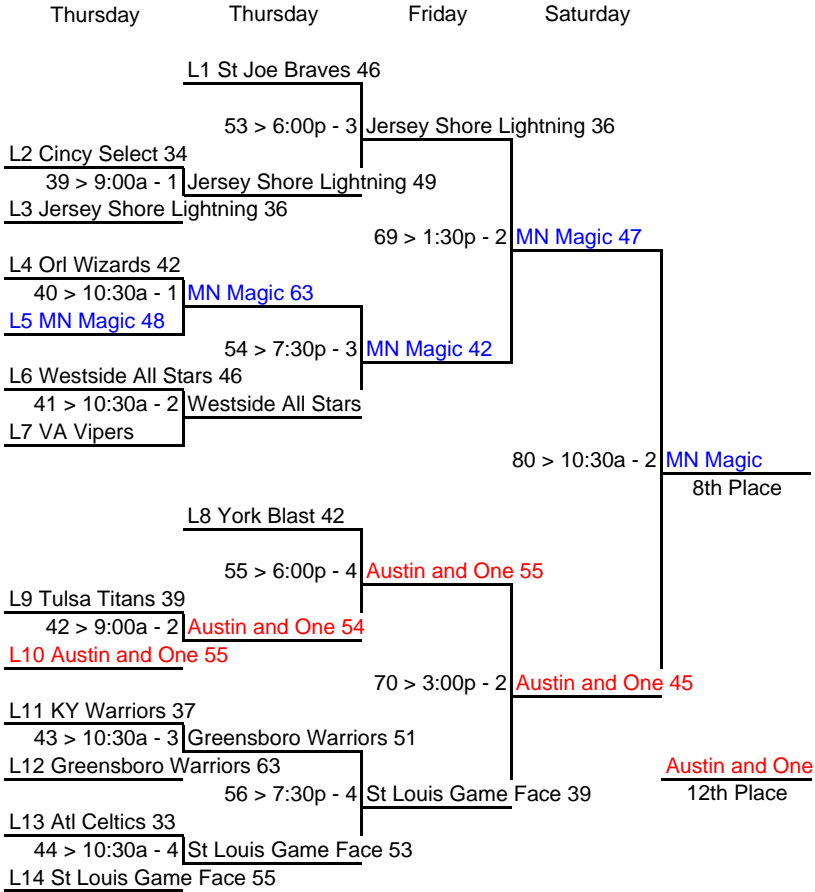 Thursday Thursday Friday Saturday
L1 St Joe Braves 46
53 > 6:00p - 3 Jersey Shore Lightning 36
L2 Cincy Select 34
39 > 9:00a - 1 Jersey Shore Lightning 49
L3 Jersey Shore Lightning 36
69 > 1:30p - 2 MN Magic 47
L4 Orl Wizards 42
40 > 10:30a - 1 MN Magic 63
L5 MN Magic 48
54 > 7:30p - 3 MN Magic 42
L6 Westside All Stars 46
41 > 10:30a - 2 Westside All Stars
L7 VA Vipers
80 > 10:30a - 2 MN Magic
8th Place
L8 York Blast 42
55 > 6:00p - 4 Austin and One 55
L9 Tulsa Titans 39
42 > 9:00a - 2 Austin and One 54
L10 Austin and One 55
70 > 3:00p - 2 Austin and One 45
L11 KY Warriors 37
43 > 10:30a - 3 Greensboro Warriors 51
L12 Greensboro Warriors 63 Austin and One
56 > 7:30p - 4 St Louis Game Face 39 12th Place
L13 Atl Celtics 33
44 > 10:30a - 4 St Louis Game Face 53
L14 St Louis Game Face 55